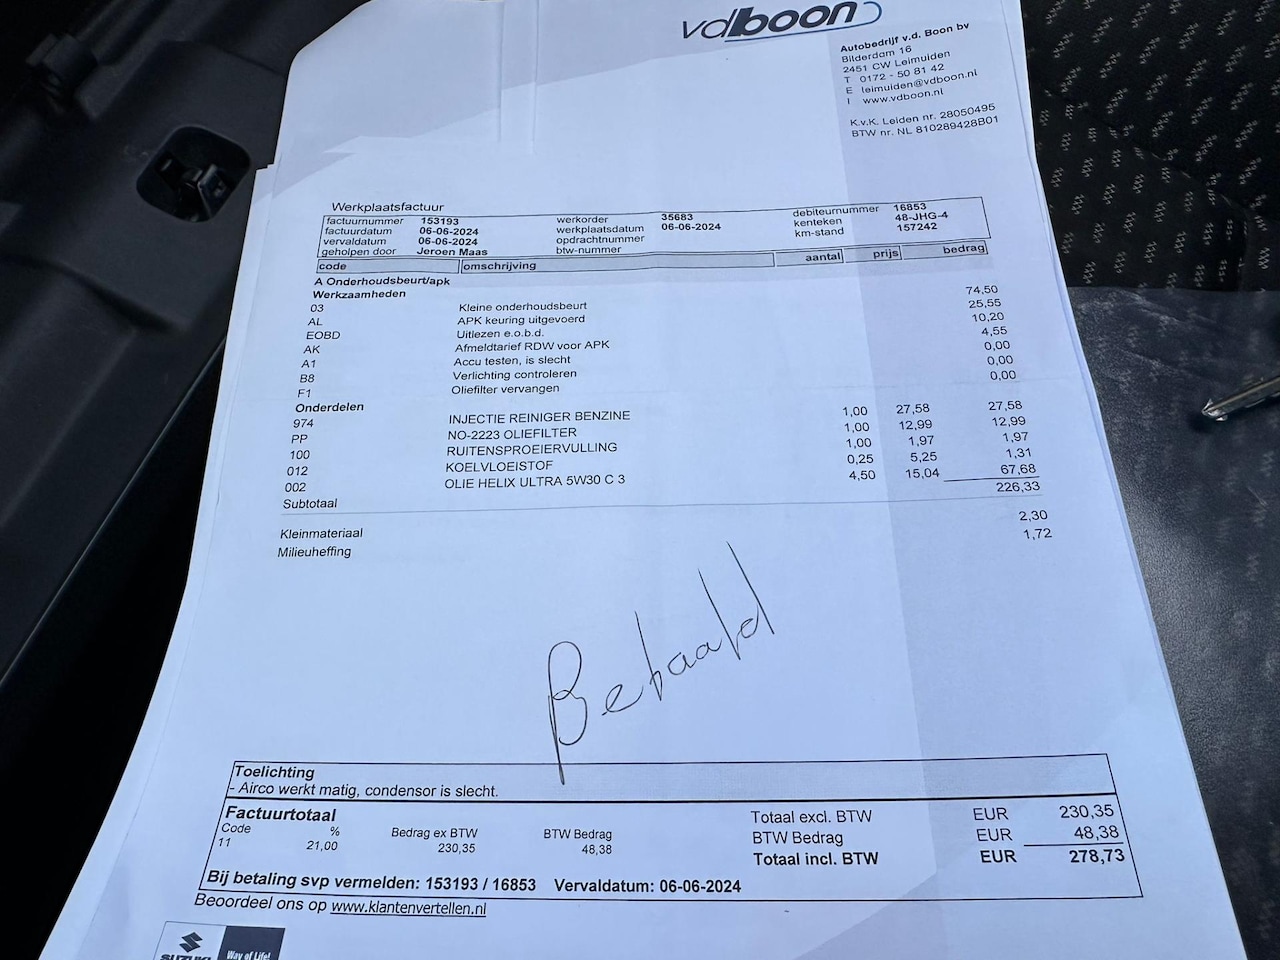 vdboon
Autobedrijf v.d. Boon bv
Bilderdam 16
2451 CW Leimuiden
T 0172 - 50 81 42
E leimuiden@vdboon.nl
I www.vdboon.nl
K.v.K. Leiden nr. 28050495
BTW nr. NL 810289428B01
Werkplaatsfactuur
factuurnummer 153193 werkorder 35683 debiteurnummer 16853
factuurdatum 06-06-2024 werkplaatsdatum 06-06-2024 kenteken 48-JHG-4
vervaldatum 06-06-2024 opdrachtnummer km-stand 157242
geholpen door Jeroen Maas btw-nummer
code omschrijving aantal prijs bedrag
A Onderhoudsbeurt/apk
Werkzaamheden
03 Kleine onderhoudsbeurt 74,50
AL APK keuring uitgevoerd 25,55
EOBD Uitlezen e.o.b.d. 10,20
AK Afmeldtarief RDW voor APK 4,55
A1 Accu testen, is slecht 0,00
B8 Verlichting controleren 0,00
F1 Oliefilter vervangen 0,00
Onderdelen
974 INJECTIE REINIGER BENZINE 1,00 27,58 27,58
PP NO-2223 OLIEFILTER 1,00 12,99 12,99
100 RUITENSPROEIERVULLING 1,00 1,97 1,97
012 KOELVLOEISTOF 0,25 5,25 1,31
002 OLIE HELIX ULTRA 5W30 C 3 4,50 15,04 67,68
Subtotaal 226,33
Kleinmateriaal 2,30
Milieuheffing 1,72
Betaald
Toelichting
- Airco werkt matig, condensor is slecht.
Factuurtotaal Totaal excl. BTW EUR 230,35
Code % Bedrag ex BTW BTW Bedrag BTW Bedrag EUR 48,38
11 21,00 230,35 48,38 Totaal incl. BTW EUR 278,73
Bij betaling svp vermelden: 153193 / 16853 Vervaldatum: 06-06-2024
Beoordeel ons op www.klantenvertellen.nl
SUZUKI Way of Life!